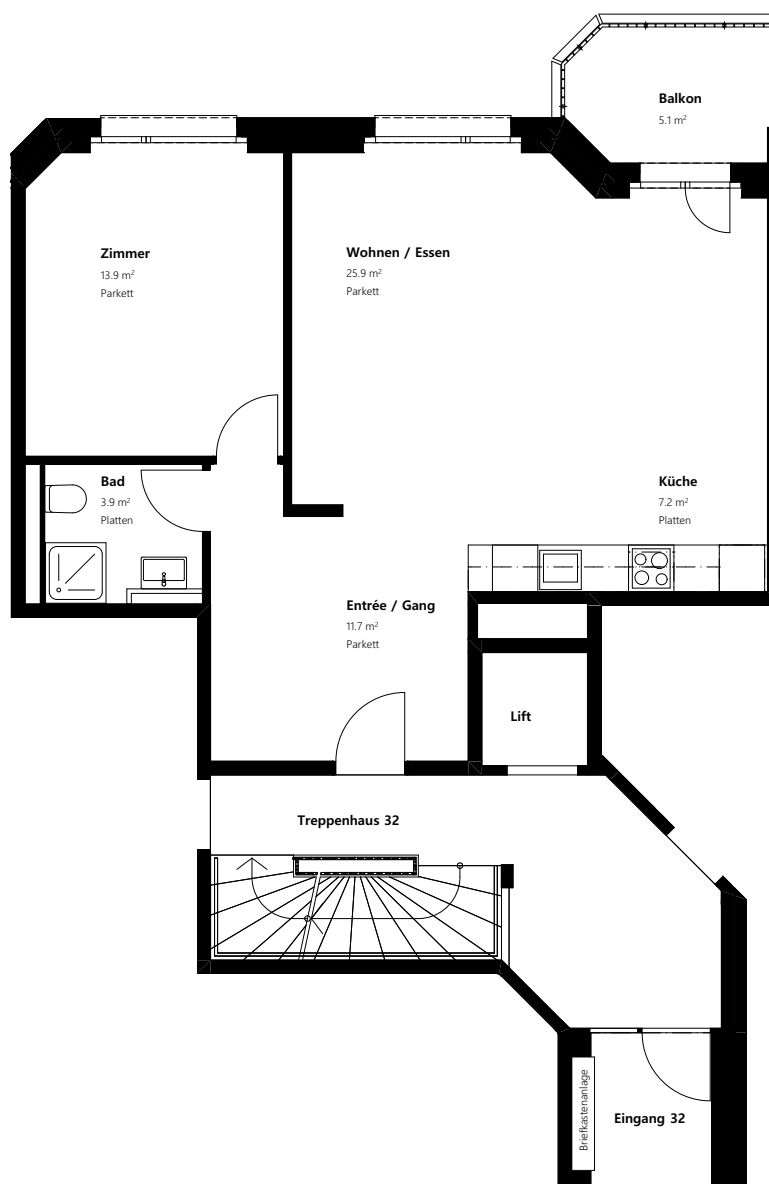 Balkon
5.1 m²
Zimmer
13.9 m²
Parkett
Wohnen / Essen
25.9 m²
Parkett
Bad
3.9 m²
Platten
Küche
7.2 m²
Platten
Entrée / Gang
11.7 m²
Parkett
Lift
Treppenhaus 32
Briefkastenanlage
Eingang 32